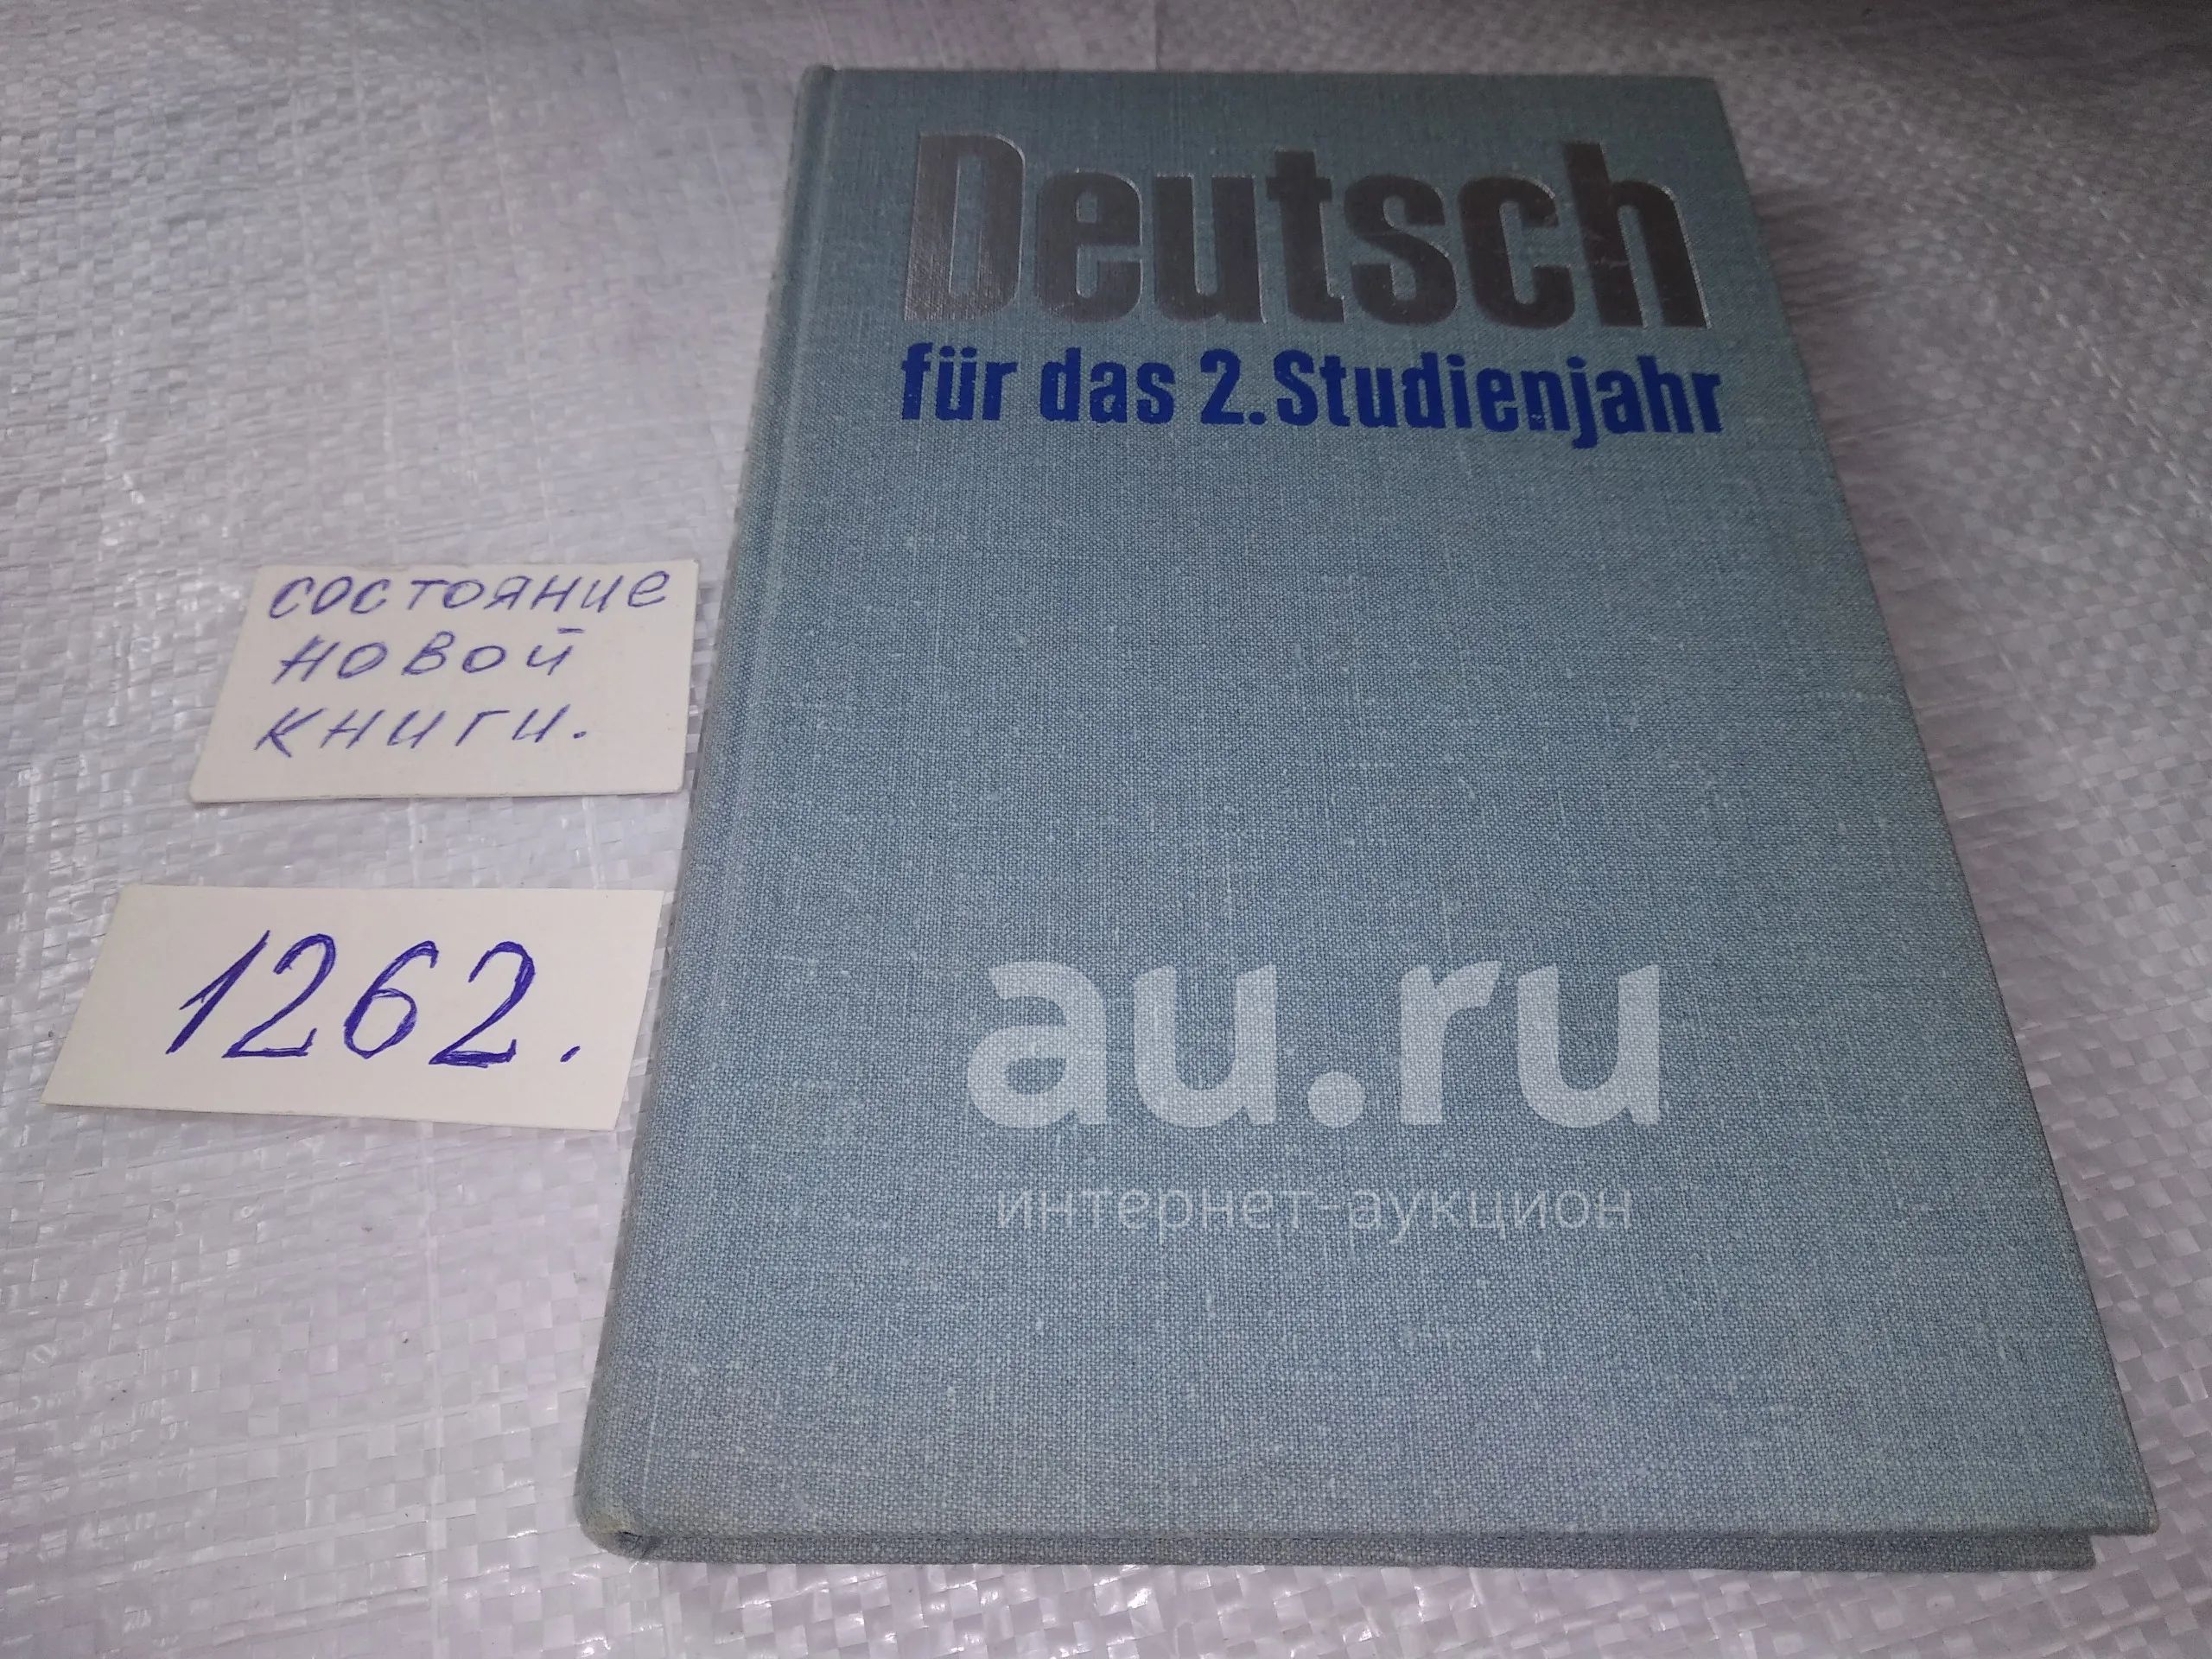 Deutsch
für das 2. Studienjahr
состояние
новой
книги.
1262.
au.ru
интернет-аукцион